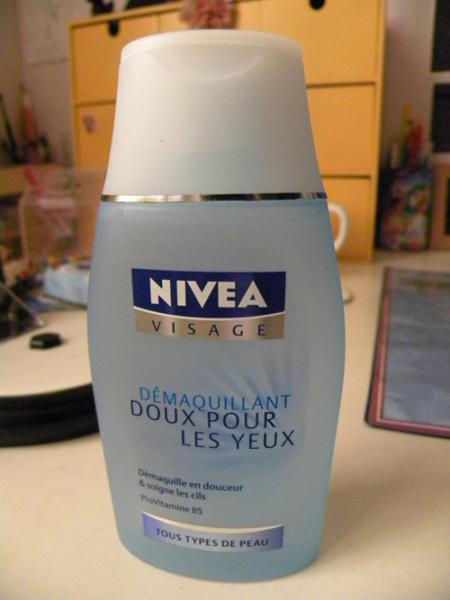 NIVEA
VISAGE
DÉMAQUILLANT
DOUX POUR
LES YEUX
Démaquille en douceur
& soigne les cils
ProVitamine B5
TOUS TYPES DE PEAU